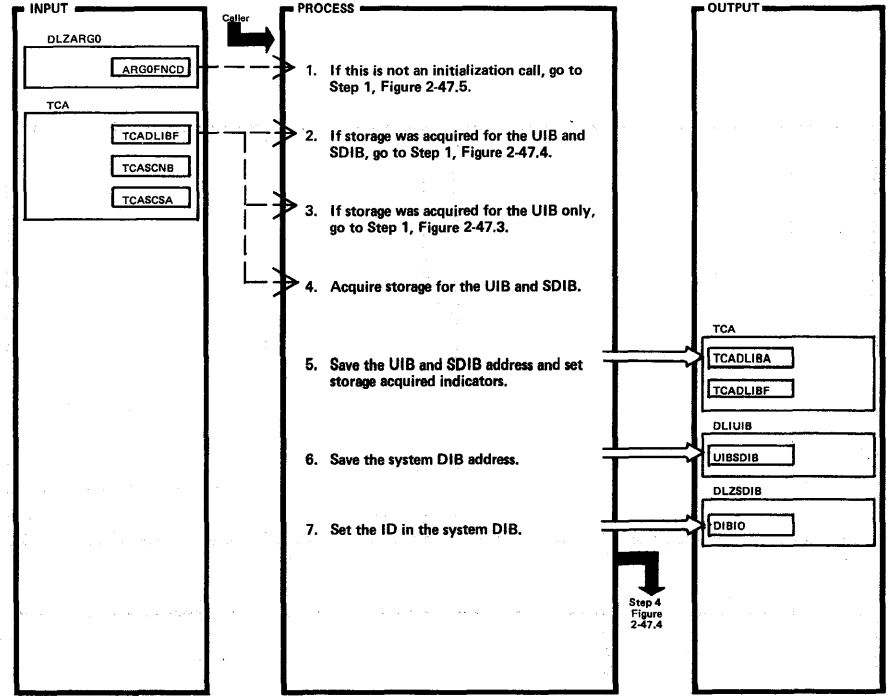 INPUT
DLZARG0
ARG0FNCD
TCA
TCADLIBF
TCASCNB
TCASCSA
Caller
PROCESS
1. If this is not an initialization call, go to
Step 1, Figure 2-47.5.
2. If storage was acquired for the UIB and
SDIB, go to Step 1, Figure 2-47.4.
3. If storage was acquired for the UIB only,
go to Step 1, Figure 2-47.3.
4. Acquire storage for the UIB and SDIB.
5. Save the UIB and SDIB address and set
storage acquired indicators.
6. Save the system DIB address.
7. Set the ID in the system DIB.
Step 4
Figure
2-47.4
OUTPUT
TCA
TCADLIBA
TCADLIBF
DLIUIB
UIBSDIB
DLZSDIB
DIBIO